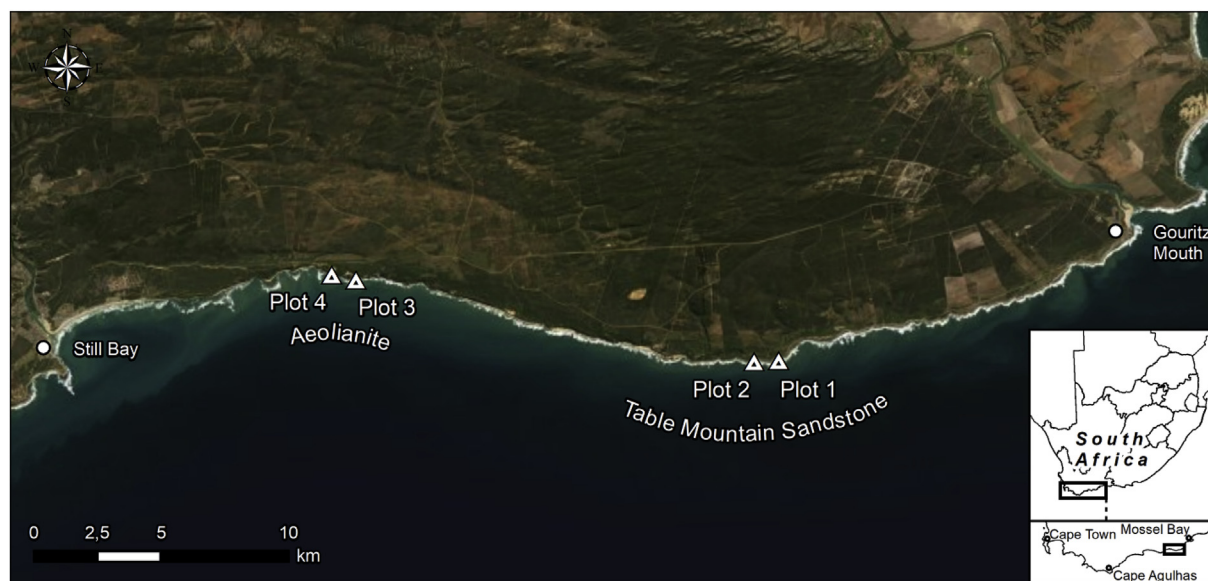 N
W E
S
Gouritz
Mouth
Plot 4
Plot 3
Aeolianite
Still Bay
Plot 2
Plot 1
Table Mountain Sandstone
South
Africa
0 2,5 5 10
km
Mossel Bay
Cape Town
Cape Agulhas